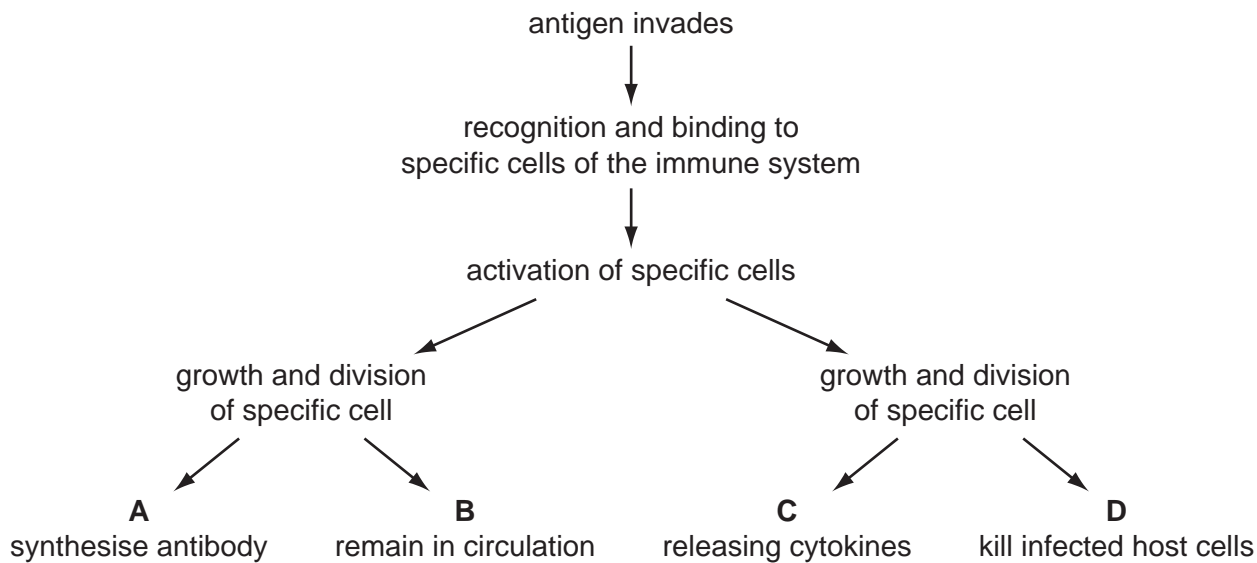 antigen invades
recognition and binding to
specific cells of the immune system
activation of specific cells
growth and division
of specific cell
growth and division
of specific cell
A
synthesise antibody
B
remain in circulation
C
releasing cytokines
D
kill infected host cells